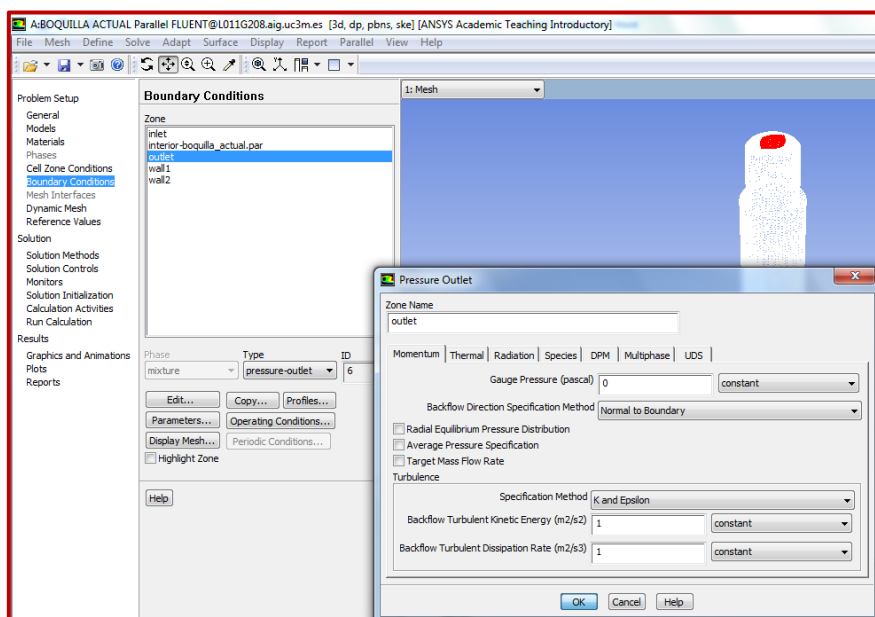 A:BOQUILLA ACTUAL Parallel FLUENT@L011G208.aig.uc3m.es [3d, dp, pbns, ske] [ANSYS Academic Teaching Introductory]
File Mesh Define Solve Adapt Surface Display Report Parallel View Help
Problem Setup
General
Models
Materials
Phases
Cell Zone Conditions
Boundary Conditions
Mesh Interfaces
Dynamic Mesh
Reference Values
Solution
Solution Methods
Solution Controls
Monitors
Solution Initialization
Calculation Activities
Run Calculation
Results
Graphics and Animations
Plots
Reports
Boundary Conditions
Zone
inlet
interior-boquilla_actual.par
outlet
wall1
wall2
Phase Type ID
mixture pressure-outlet 6
Edit... Copy... Profiles...
Parameters... Operating Conditions...
Display Mesh... Periodic Conditions...
Highlight Zone
Help
1: Mesh
Pressure Outlet
Zone Name
outlet
Momentum Thermal Radiation Species DPM Multiphase UDS
Gauge Pressure (pascal) 0 constant
Backflow Direction Specification Method Normal to Boundary
Radial Equilibrium Pressure Distribution
Average Pressure Specification
Target Mass Flow Rate
Turbulence
Specification Method K and Epsilon
Backflow Turbulent Kinetic Energy (m2/s2) 1 constant
Backflow Turbulent Dissipation Rate (m2/s3) 1 constant
OK Cancel Help